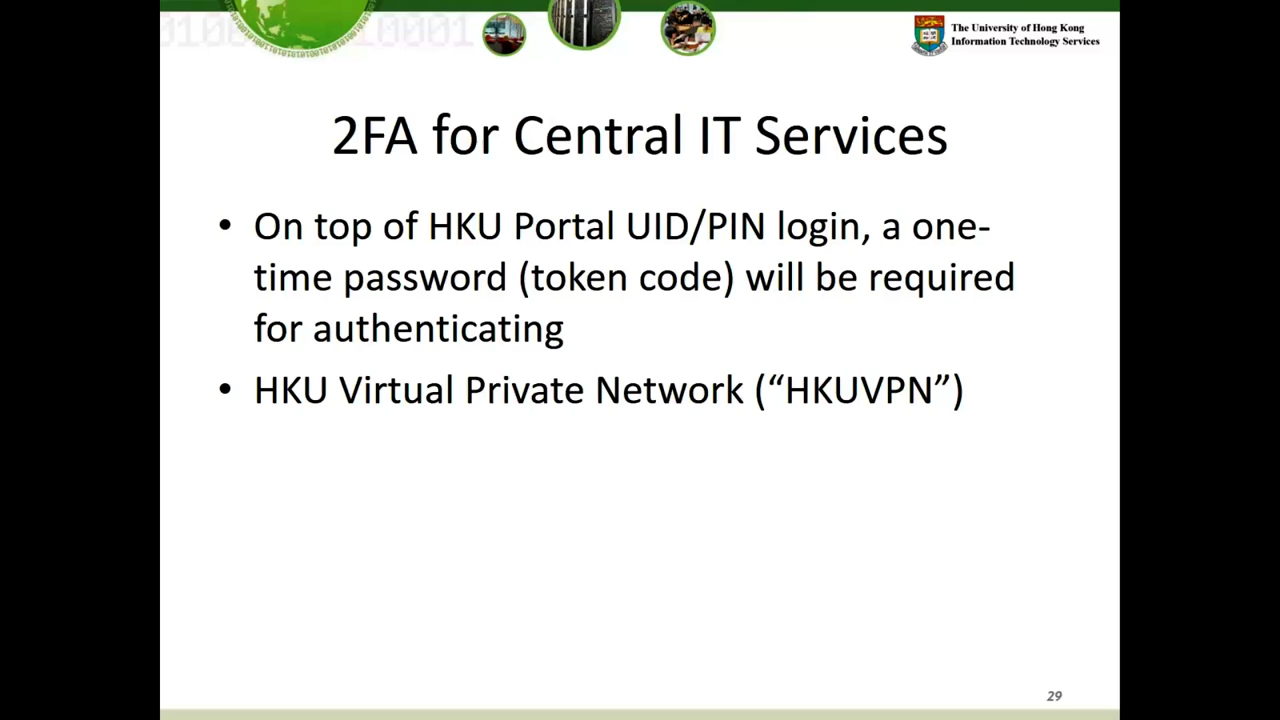 The University of Hong Kong
Information Technology Services
2FA for Central IT Services
• On top of HKU Portal UID/PIN login, a one-
time password (token code) will be required
for authenticating
• HKU Virtual Private Network (“HKUVPN”)
29